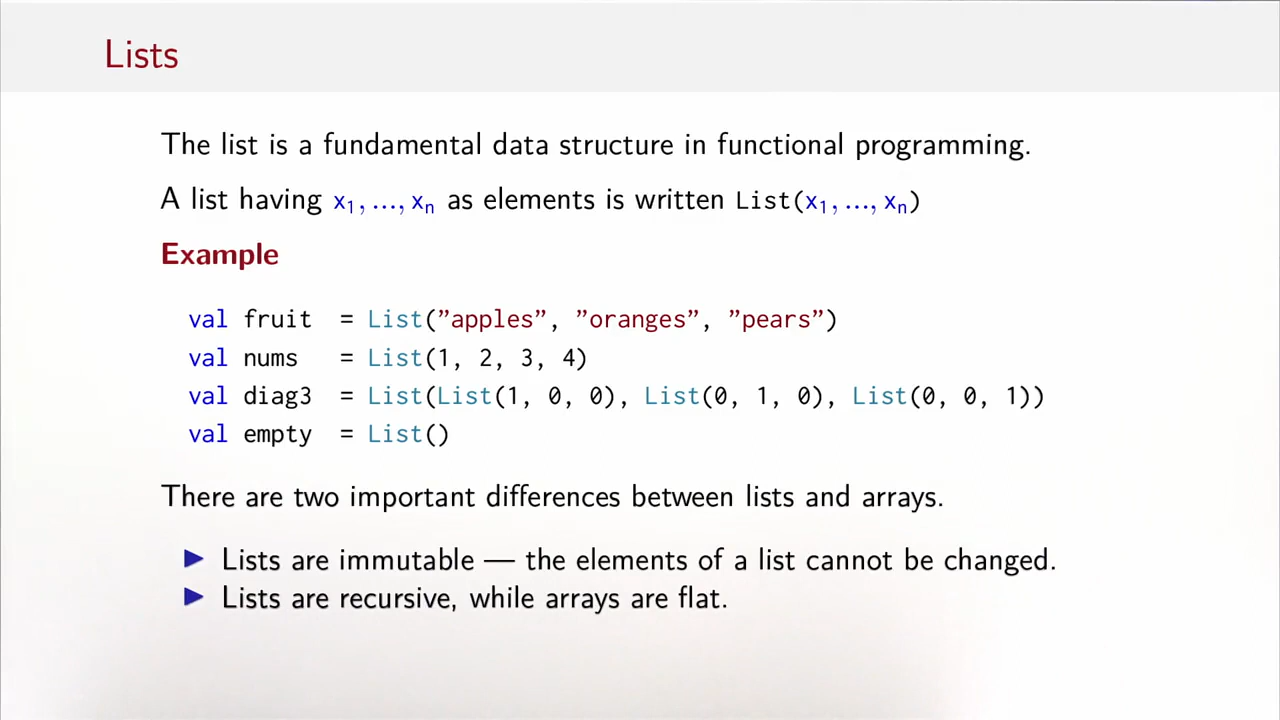 Lists
The list is a fundamental data structure in functional programming.
A list having x₁, ..., xₙ as elements is written List(x₁, ..., xₙ)
Example
val fruit  = List(”apples”, ”oranges”, ”pears”)
val nums   = List(1, 2, 3, 4)
val diag3  = List(List(1, 0, 0), List(0, 1, 0), List(0, 0, 1))
val empty  = List()
There are two important differences between lists and arrays.
▶ Lists are immutable — the elements of a list cannot be changed.
▶ Lists are recursive, while arrays are flat.